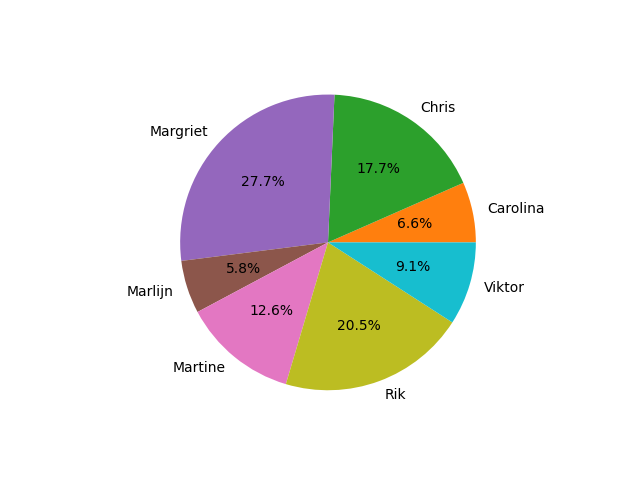 Chris
Margriet
17.7%
27.7%
Carolina
6.6%
5.8%
9.1%
Marlijn
Viktor
12.6%
20.5%
Martine
Rik